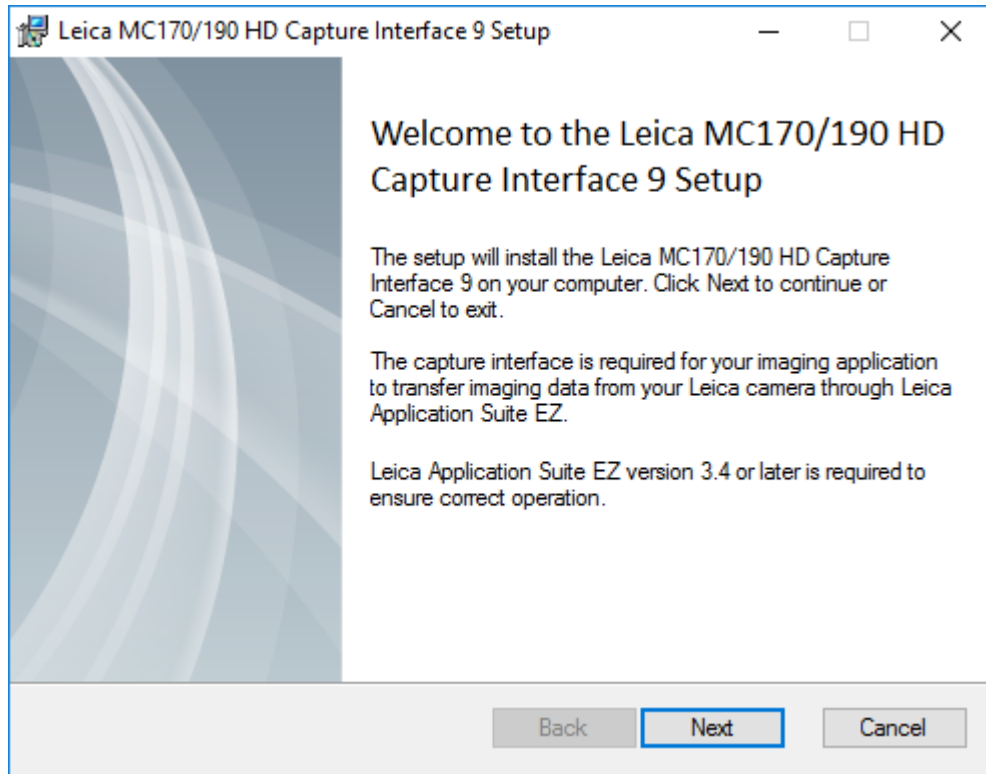 Leica MC170/190 HD Capture Interface 9 Setup
Welcome to the Leica MC170/190 HD
Capture Interface 9 Setup
The setup will install the Leica MC170/190 HD Capture
Interface 9 on your computer. Click Next to continue or
Cancel to exit.
The capture interface is required for your imaging application
to transfer imaging data from your Leica camera through Leica
Application Suite EZ.
Leica Application Suite EZ version 3.4 or later is required to
ensure correct operation.
Back Next Cancel